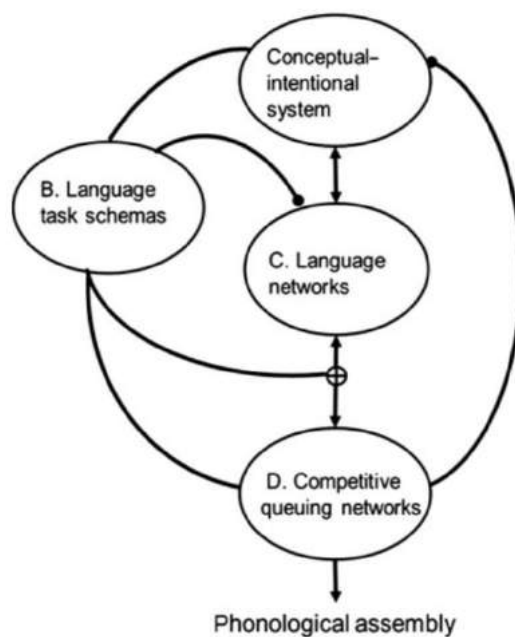 Conceptual–
intentional
system
B. Language
task schemas
C. Language
networks
D. Competitive
queuing networks
Phonological assembly